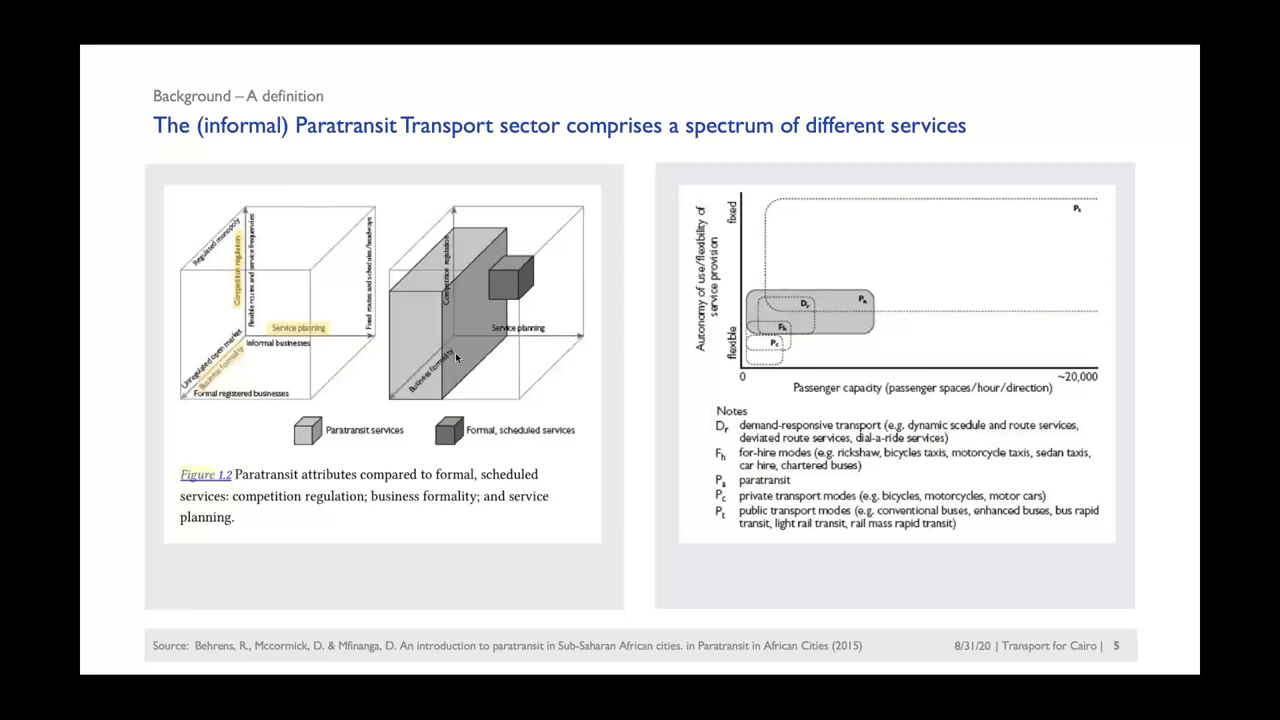 Background – A definition
The (informal) Paratransit Transport sector comprises a spectrum of different services
Regulated monopoly
Competition regulation
Flexible routes and service frequencies
Fixed routes and schedules/headways
Service planning
Informal businesses
Unregulated open market
Business formality
Formal registered businesses
Competition regulation
Service planning
Business formality
Paratransit services
Formal, scheduled services
Figure 1.2 Paratransit attributes compared to formal, scheduled
services: competition regulation; business formality; and service
planning.
Autonomy of use/flexibility of
service provision
fixed
flexible
Pt
Pa
Dr
Fh
Pc
0
~20,000
Passenger capacity (passenger spaces/hour/direction)
Notes
Dr demand-responsive transport (e.g. dynamic scedule and route services,
deviated route services, dial-a-ride services)
Fh for-hire modes (e.g. rickshaw, bicycles taxis, motorcycle taxis, sedan taxis,
car hire, chartered buses)
Pa paratransit
Pc private transport modes (e.g. bicycles, motorcycles, motor cars)
Pt public transport modes (e.g. conventional buses, enhanced buses, bus rapid
transit, light rail transit, rail mass rapid transit)
Source: Behrens, R., Mccormick, D. & Mfinanga, D. An introduction to paratransit in Sub-Saharan African cities. in Paratransit in African Cities (2015)
8/31/20 | Transport for Cairo | 5